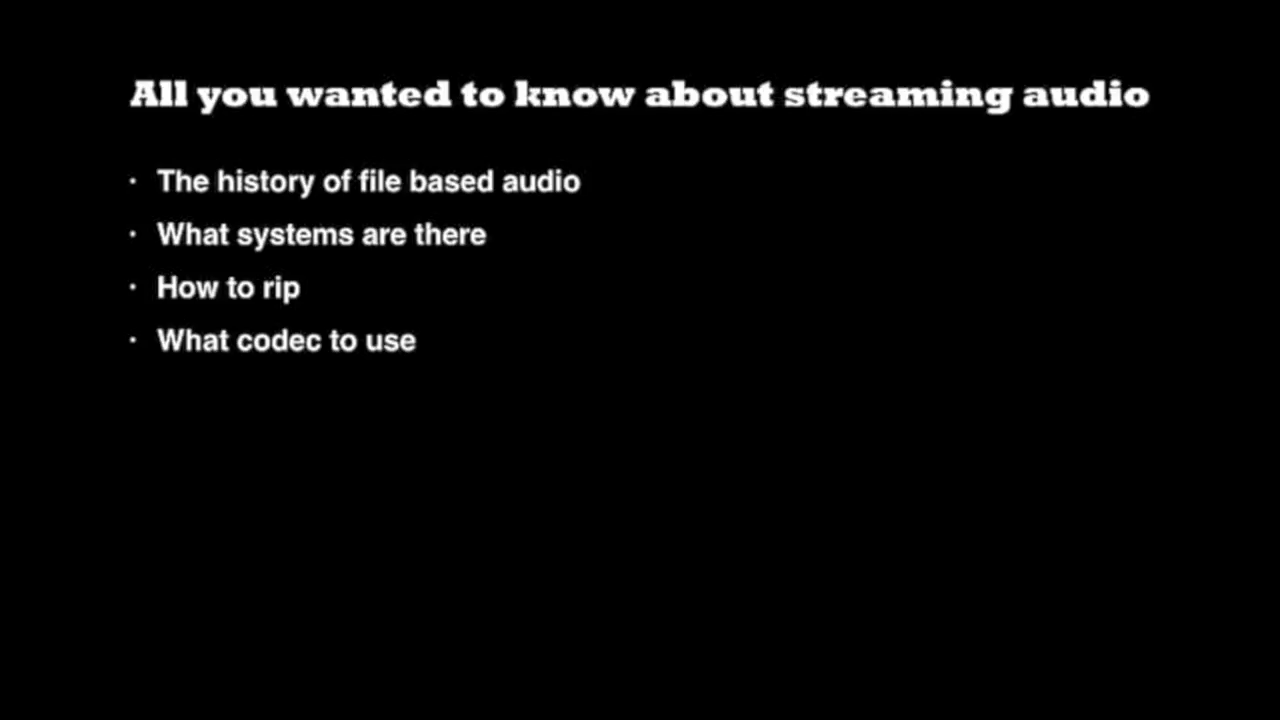 All you wanted to know about streaming audio
· The history of file based audio
· What systems are there
· How to rip
· What codec to use